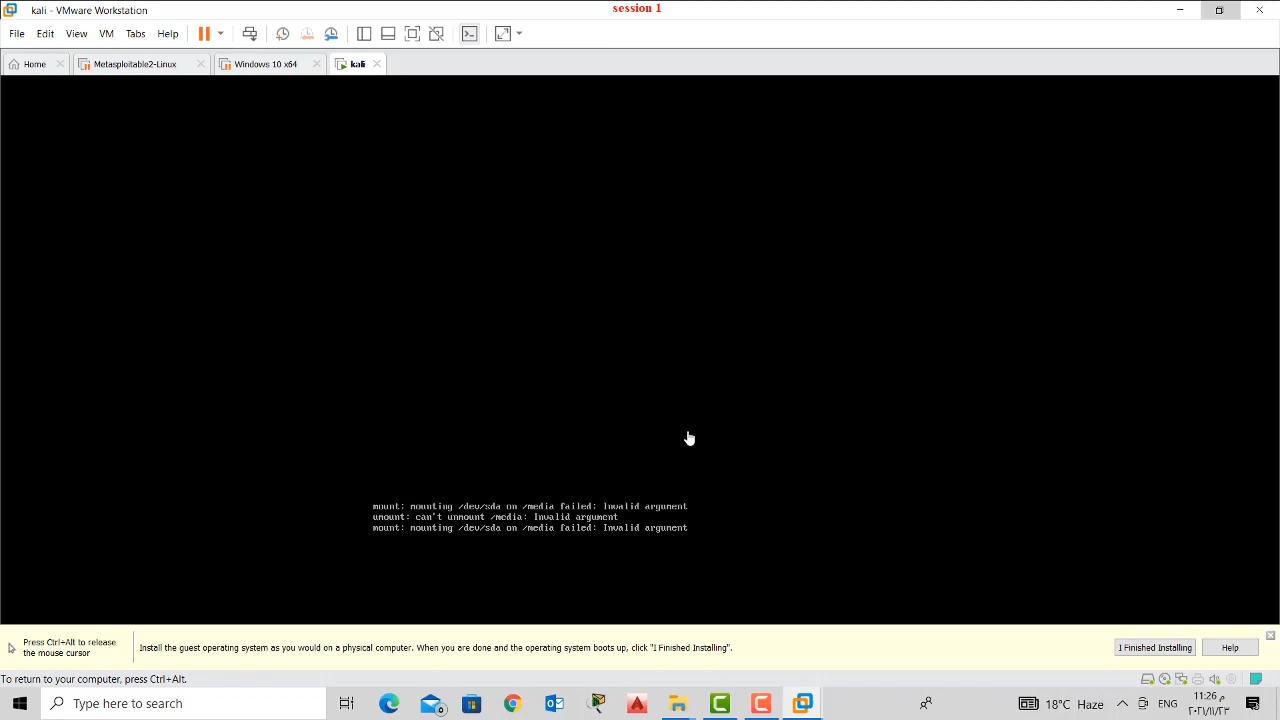 session 1
kali - VMware Workstation
File Edit View VM Tabs Help
Home Metasploitable2-Linux Windows 10 x64 kali
mount: mounting /dev/sda on /media failed: Invalid argument
umount: can't unmount /media: Invalid argument
mount: mounting /dev/sda on /media failed: Invalid argument
Press Ctrl+Alt to release
the mouse cursor
Install the guest operating system as you would on a physical computer. When you are done and the operating system boots up, click "I Finished Installing".
I Finished Installing Help
To return to your computer, press Ctrl+Alt.
Type here to search
18°C Haze
ENG
11:26 م